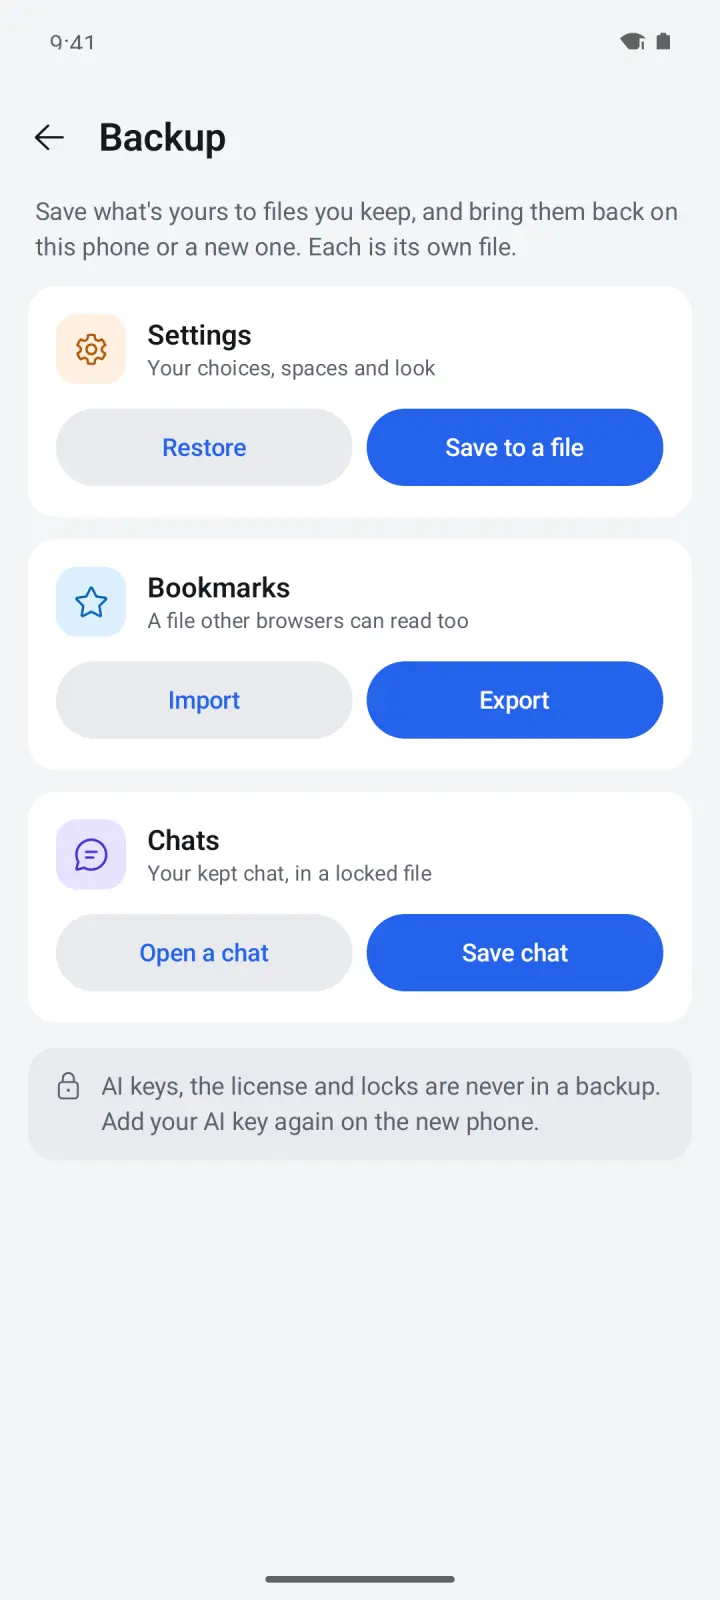 9:41
Backup
Save what's yours to files you keep, and bring them back on
this phone or a new one. Each is its own file.
Settings
Your choices, spaces and look
Restore
Save to a file
Bookmarks
A file other browsers can read too
Import
Export
Chats
Your kept chat, in a locked file
Open a chat
Save chat
AI keys, the license and locks are never in a backup.
Add your AI key again on the new phone.